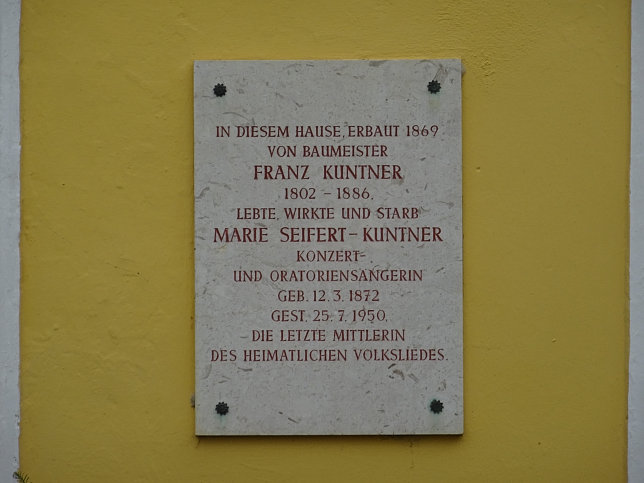 IN DIESEM HAUSE, ERBAUT 1869
VON BAUMEISTER
FRANZ KUNTNER
1802 – 1886,
LEBTE, WIRKTE UND STARB
MARIE SEIFERT – KUNTNER
KONZERT-
UND ORATORIENSÄNGERIN
GEB. 12. 3. 1872
GEST. 25. 7. 1950,
DIE LETZTE MITTLERIN
DES HEIMATLICHEN VOLKSLIEDES.